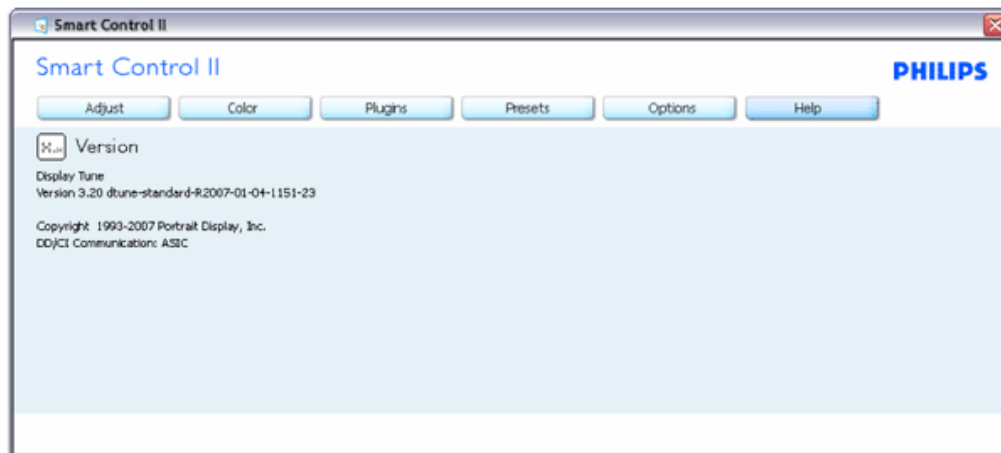 Smart Control II
Smart Control II
PHILIPS
Adjust Color Plugins Presets Options Help
Version
Display Tune
Version 3.20 dtune-standard-R2007-01-04-1151-23
Copyright 1993-2007 Portrait Display, Inc.
DD/CI Communication: ASIC